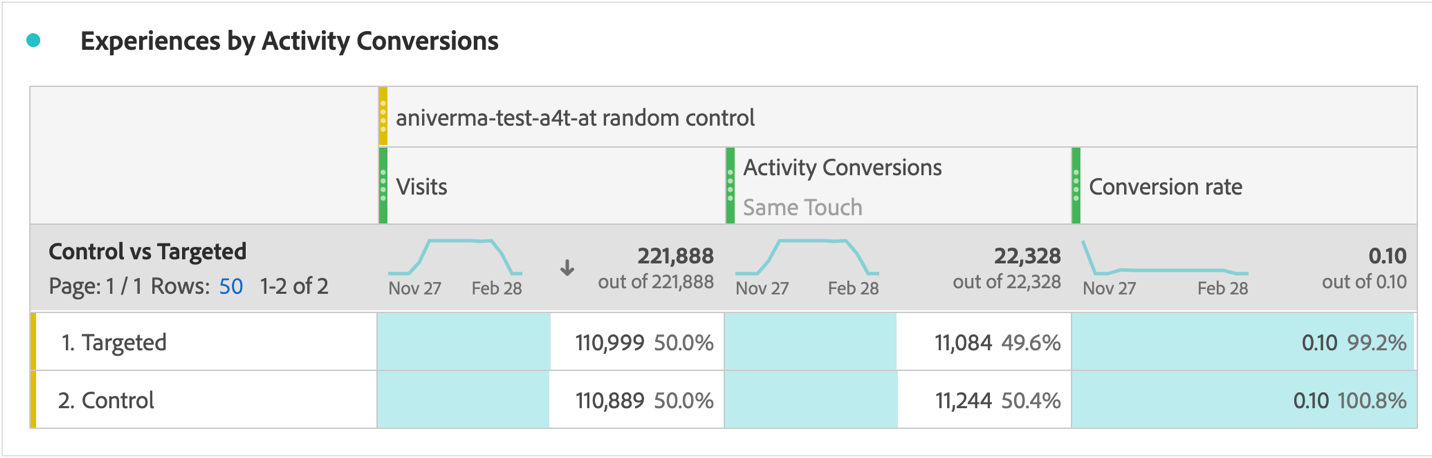 Experiences by Activity Conversions
aniverma-test-a4t-at random control
Visits
Activity Conversions
Same Touch
Conversion rate
Control vs Targeted
Page: 1 / 1 Rows: 50 1-2 of 2
Nov 27 Feb 28
221,888
out of 221,888
Nov 27 Feb 28
22,328
out of 22,328
Nov 27 Feb 28
0.10
out of 0.10
1. Targeted 110,999 50.0% 11,084 49.6% 0.10 99.2%
2. Control 110,889 50.0% 11,244 50.4% 0.10 100.8%